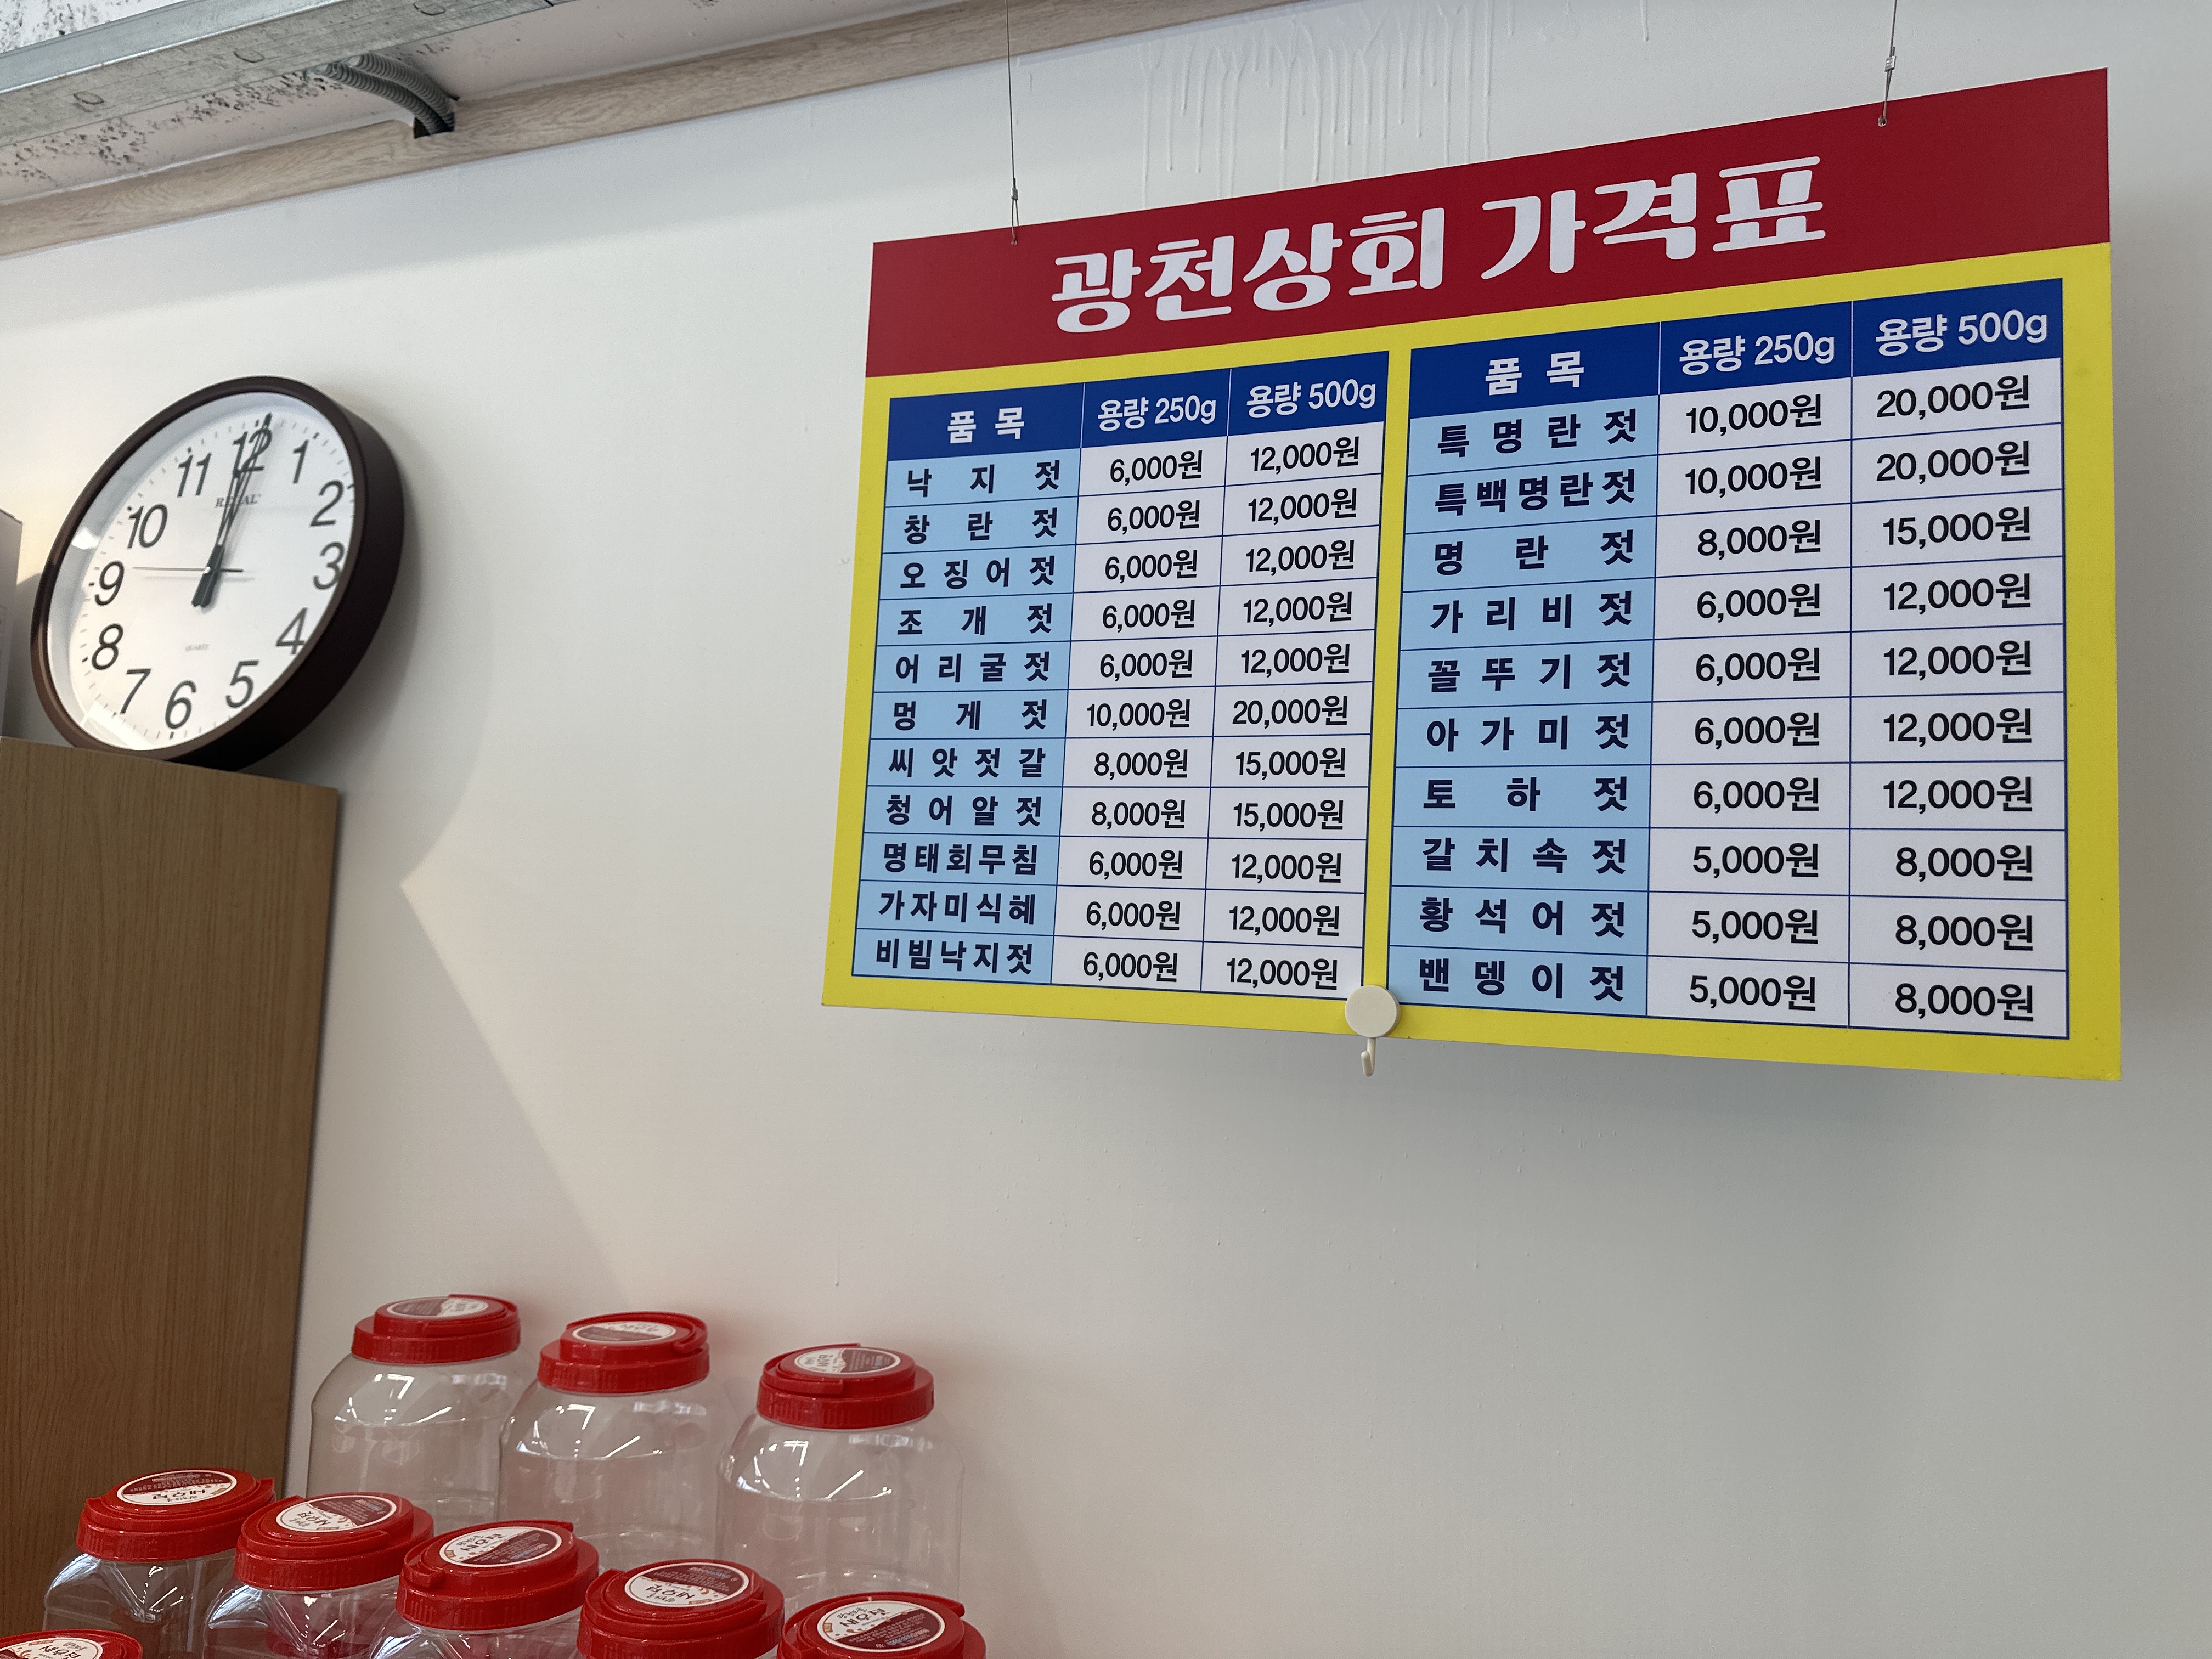 광천상회 가격표
품목 용량 250g 용량 500g
낙지젓 6,000원 12,000원
창란젓 6,000원 12,000원
오징어젓 6,000원 12,000원
조개젓 6,000원 12,000원
어리굴젓 6,000원 12,000원
멍게젓 10,000원 20,000원
씨앗젓갈 8,000원 15,000원
청어알젓 8,000원 15,000원
명태회무침 6,000원 12,000원
가자미식혜 6,000원 12,000원
비빔낙지젓 6,000원 12,000원
품목 용량 250g 용량 500g
특명란젓 10,000원 20,000원
특백명란젓 10,000원 20,000원
명란젓 8,000원 15,000원
가리비젓 6,000원 12,000원
꼴뚜기젓 6,000원 12,000원
아가미젓 6,000원 12,000원
토하젓 6,000원 12,000원
갈치속젓 5,000원 8,000원
황석어젓 5,000원 8,000원
밴뎅이젓 5,000원 8,000원
12
1
2
3
4
5
6
7
8
9
10
11
QUARTZ
새우젓
새우젓
새우젓
새우젓
새우젓